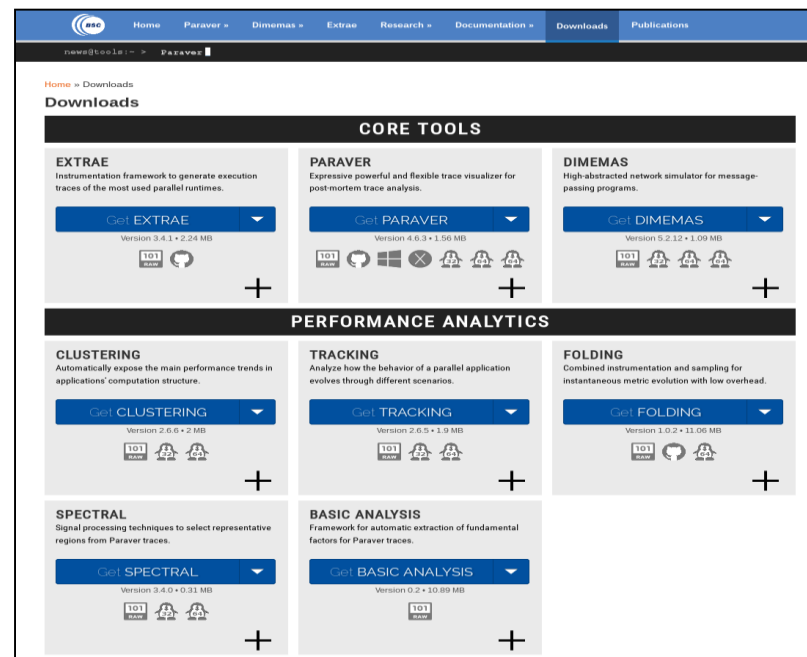 BSC Home Paraver » Dimemas » Extrae Research » Documentation » Downloads Publications
news@tools:~ > Paraver
Home » Downloads
Downloads
CORE TOOLS
EXTRAE
Instrumentation framework to generate execution
traces of the most used parallel runtimes.
Get EXTRAE
Version 3.4.1 • 2.24 MB
101
RAW
PARAVER
Expressive powerful and flexible trace visualizer for
post-mortem trace analysis.
Get PARAVER
Version 4.6.3 • 1.56 MB
101 32 64
RAW
DIMEMAS
High-abstracted network simulator for message-
passing programs.
Get DIMEMAS
Version 5.2.12 • 1.09 MB
101 32 64
RAW
PERFORMANCE ANALYTICS
CLUSTERING
Automatically expose the main performance trends in
applications' computation structure.
Get CLUSTERING
Version 2.6.6 • 2 MB
101 32 64
RAW
TRACKING
Analyze how the behavior of a parallel application
evolves through different scenarios.
Get TRACKING
Version 2.6.5 • 1.9 MB
101 32 64
RAW
FOLDING
Combined instrumentation and sampling for
instantaneous metric evolution with low overhead.
Get FOLDING
Version 1.0.2 • 11.06 MB
101 64
RAW
SPECTRAL
Signal processing techniques to select representative
regions from Paraver traces.
Get SPECTRAL
Version 3.4.0 • 0.31 MB
101 32 64
RAW
BASIC ANALYSIS
Framework for automatic extraction of fundamental
factors for Paraver traces.
Get BASIC ANALYSIS
Version 0.2 • 10.89 MB
101
RAW